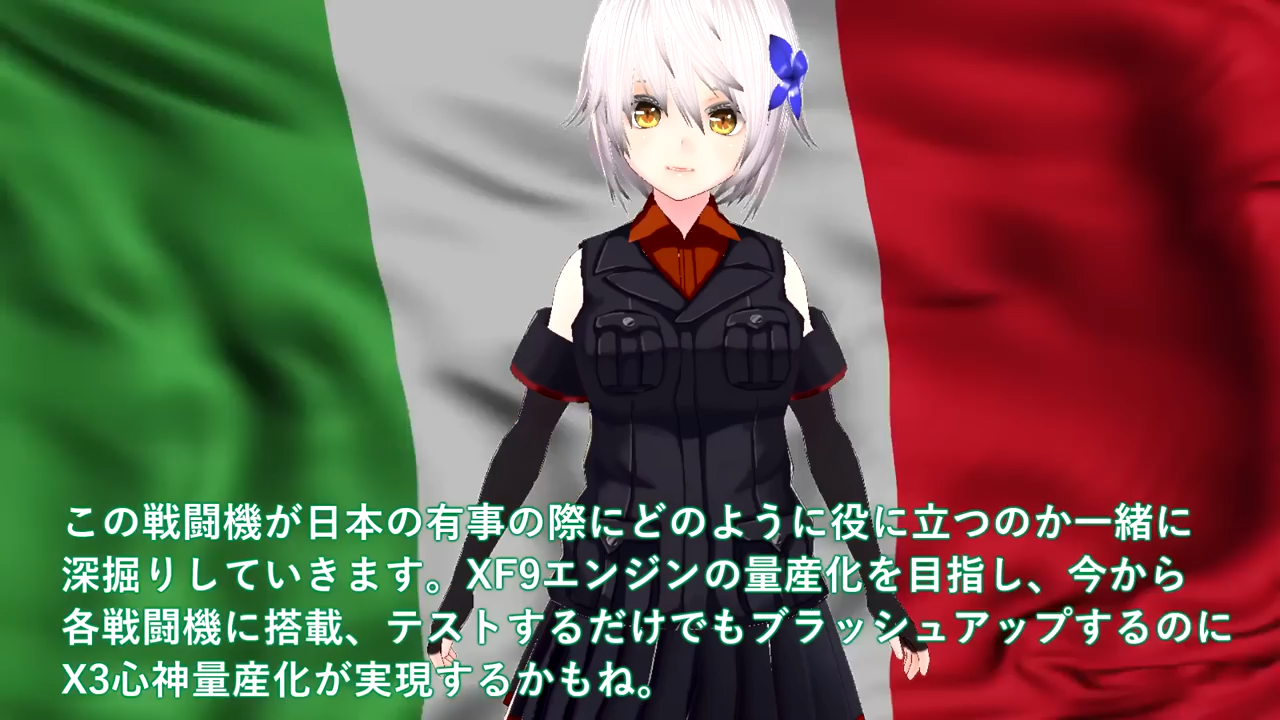 この戦闘機が日本の有事の際にどのように役に立つのか一緒に
深掘りしていきます。XF9エンジンの量産化を目指し、今から
各戦闘機に搭載、テストするだけでもブラッシュアップするのに
X3心神量産化が実現するかもね。